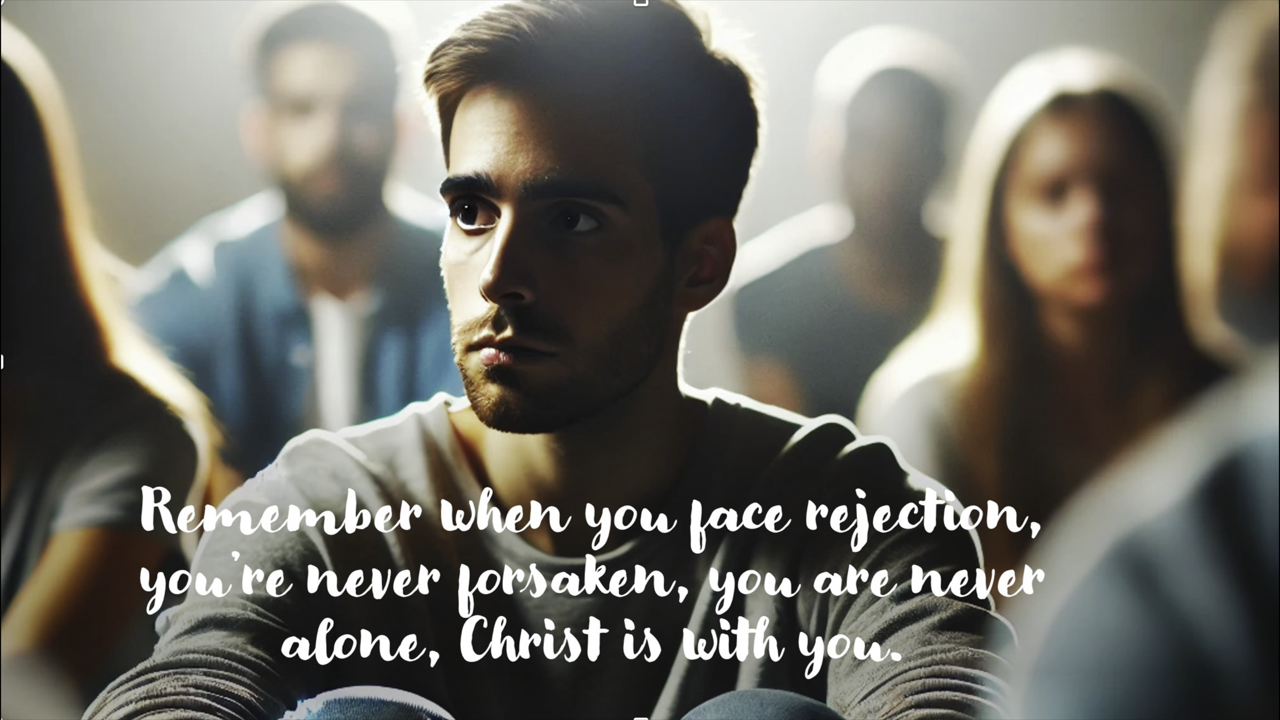 Remember when you face rejection,
you're never forsaken, you are never
alone, Christ is with you.